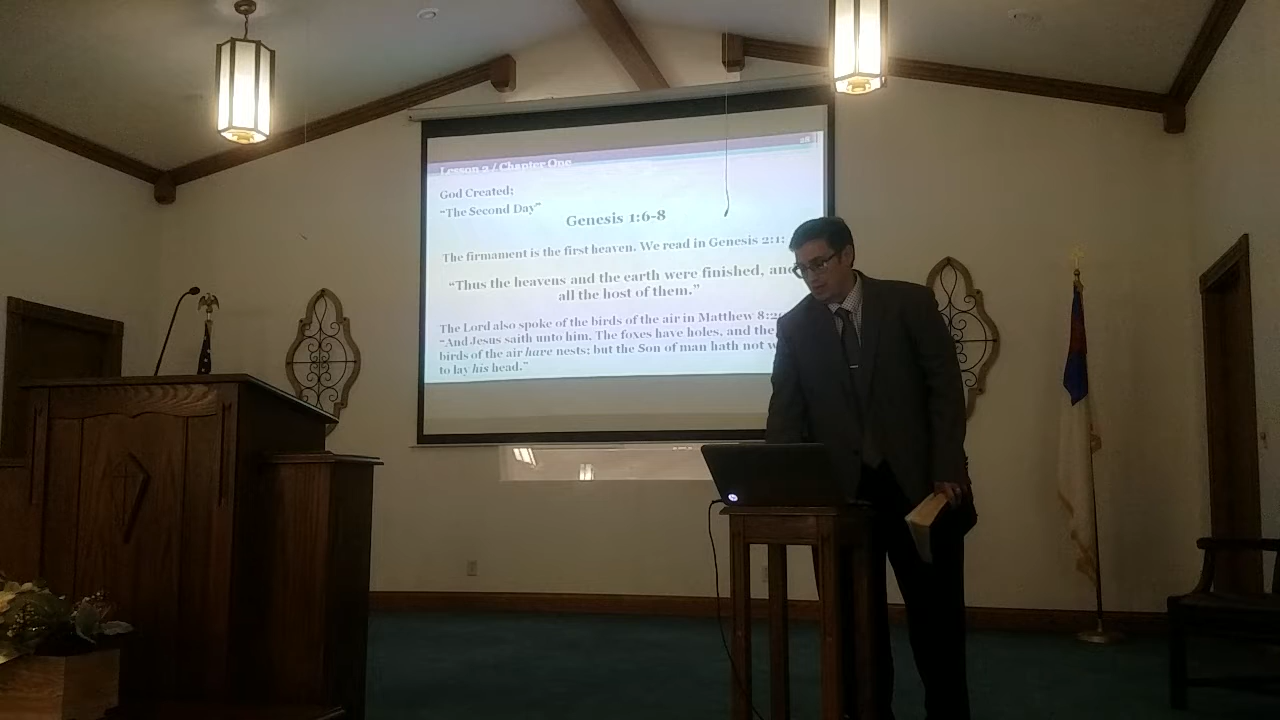 Lesson 2 / Chapter One
28
God Created;
“The Second Day”
Genesis 1:6-8
The firmament is the first heaven. We read in Genesis 2:1:
“Thus the heavens and the earth were finished, and
all the host of them.”
The Lord also spoke of the birds of the air in Matthew
“And Jesus saith unto him, The foxes have holes, and the
birds of the air have nests; but the Son of man hath not
to lay his head.”
hp